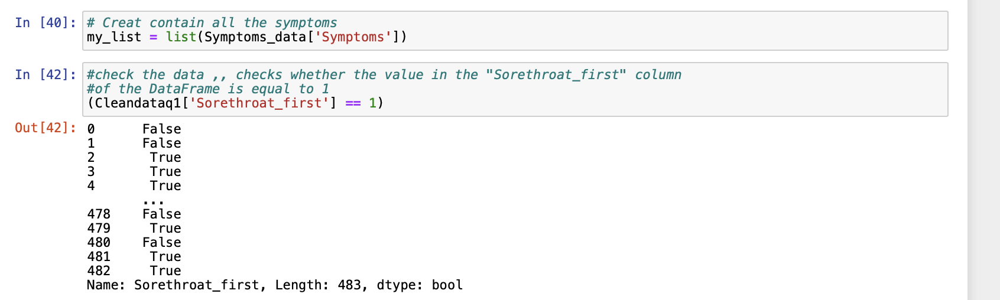 In [40]: # Creat contain all the symptoms
my_list = list(Symptoms_data['Symptoms'])
In [42]: #check the data ,, checks whether the value in the "Sorethroat_first" column
#of the DataFrame is equal to 1
(Cleandataq1['Sorethroat_first'] == 1)
Out[42]: 0 False
1 False
2 True
3 True
4 True
...
478 False
479 True
480 False
481 True
482 True
Name: Sorethroat_first, Length: 483, dtype: bool